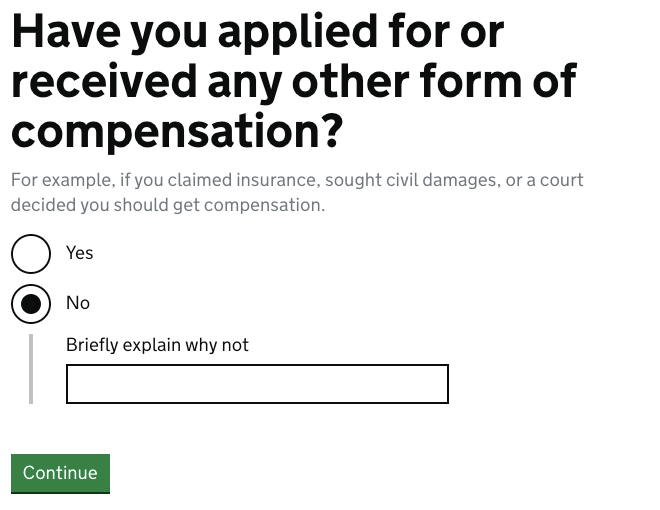 Have you applied for or
received any other form of
compensation?
For example, if you claimed insurance, sought civil damages, or a court
decided you should get compensation.
Yes
No
Briefly explain why not
Continue